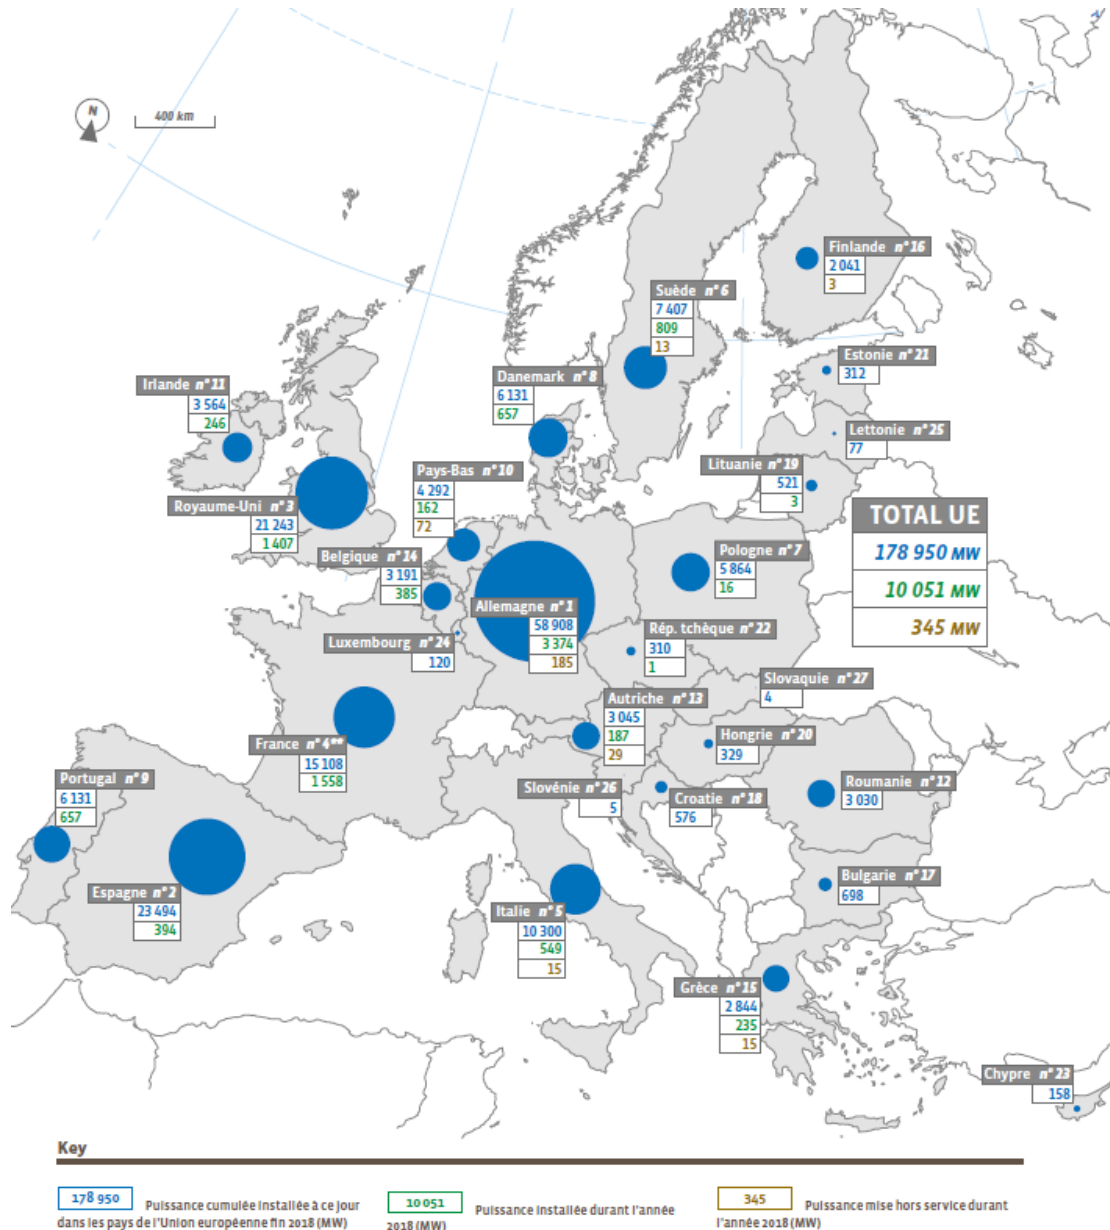 N
400 km
Finlande n°16
2 041
3
Suède n°6
7 407
809
13
Estonie n°21
312
Irlande n°11
3 564
246
Danemark n°8
6 131
657
Lettonie n°25
77
Lituanie n°19
521
3
Pays-Bas n°10
4 292
162
72
Royaume-Uni n°3
21 243
1 407
TOTAL UE
178 950 MW
10 051 MW
345 MW
Belgique n°14
3 191
385
Pologne n°7
5 864
16
Allemagne n°1
58 908
3 374
185
Luxembourg n°24
120
Rép. tchèque n°22
310
1
Slovaquie n°27
4
Autriche n°13
3 045
187
29
Hongrie n°20
329
France n°4**
15 108
1 558
Portugal n°9
6 131
657
Slovénie n°26
5
Croatie n°18
576
Roumanie n°12
3 030
Espagne n°2
23 494
394
Bulgarie n°17
698
Italie n°5
10 300
549
15
Grèce n°15
2 844
235
15
Chypre n°23
158
Key
178 950 Puissance cumulée installée à ce jour
dans les pays de l'Union européenne fin 2018 (MW)
10 051 Puissance installée durant l'année
2018 (MW)
345 Puissance mise hors service durant
l'année 2018 (MW)